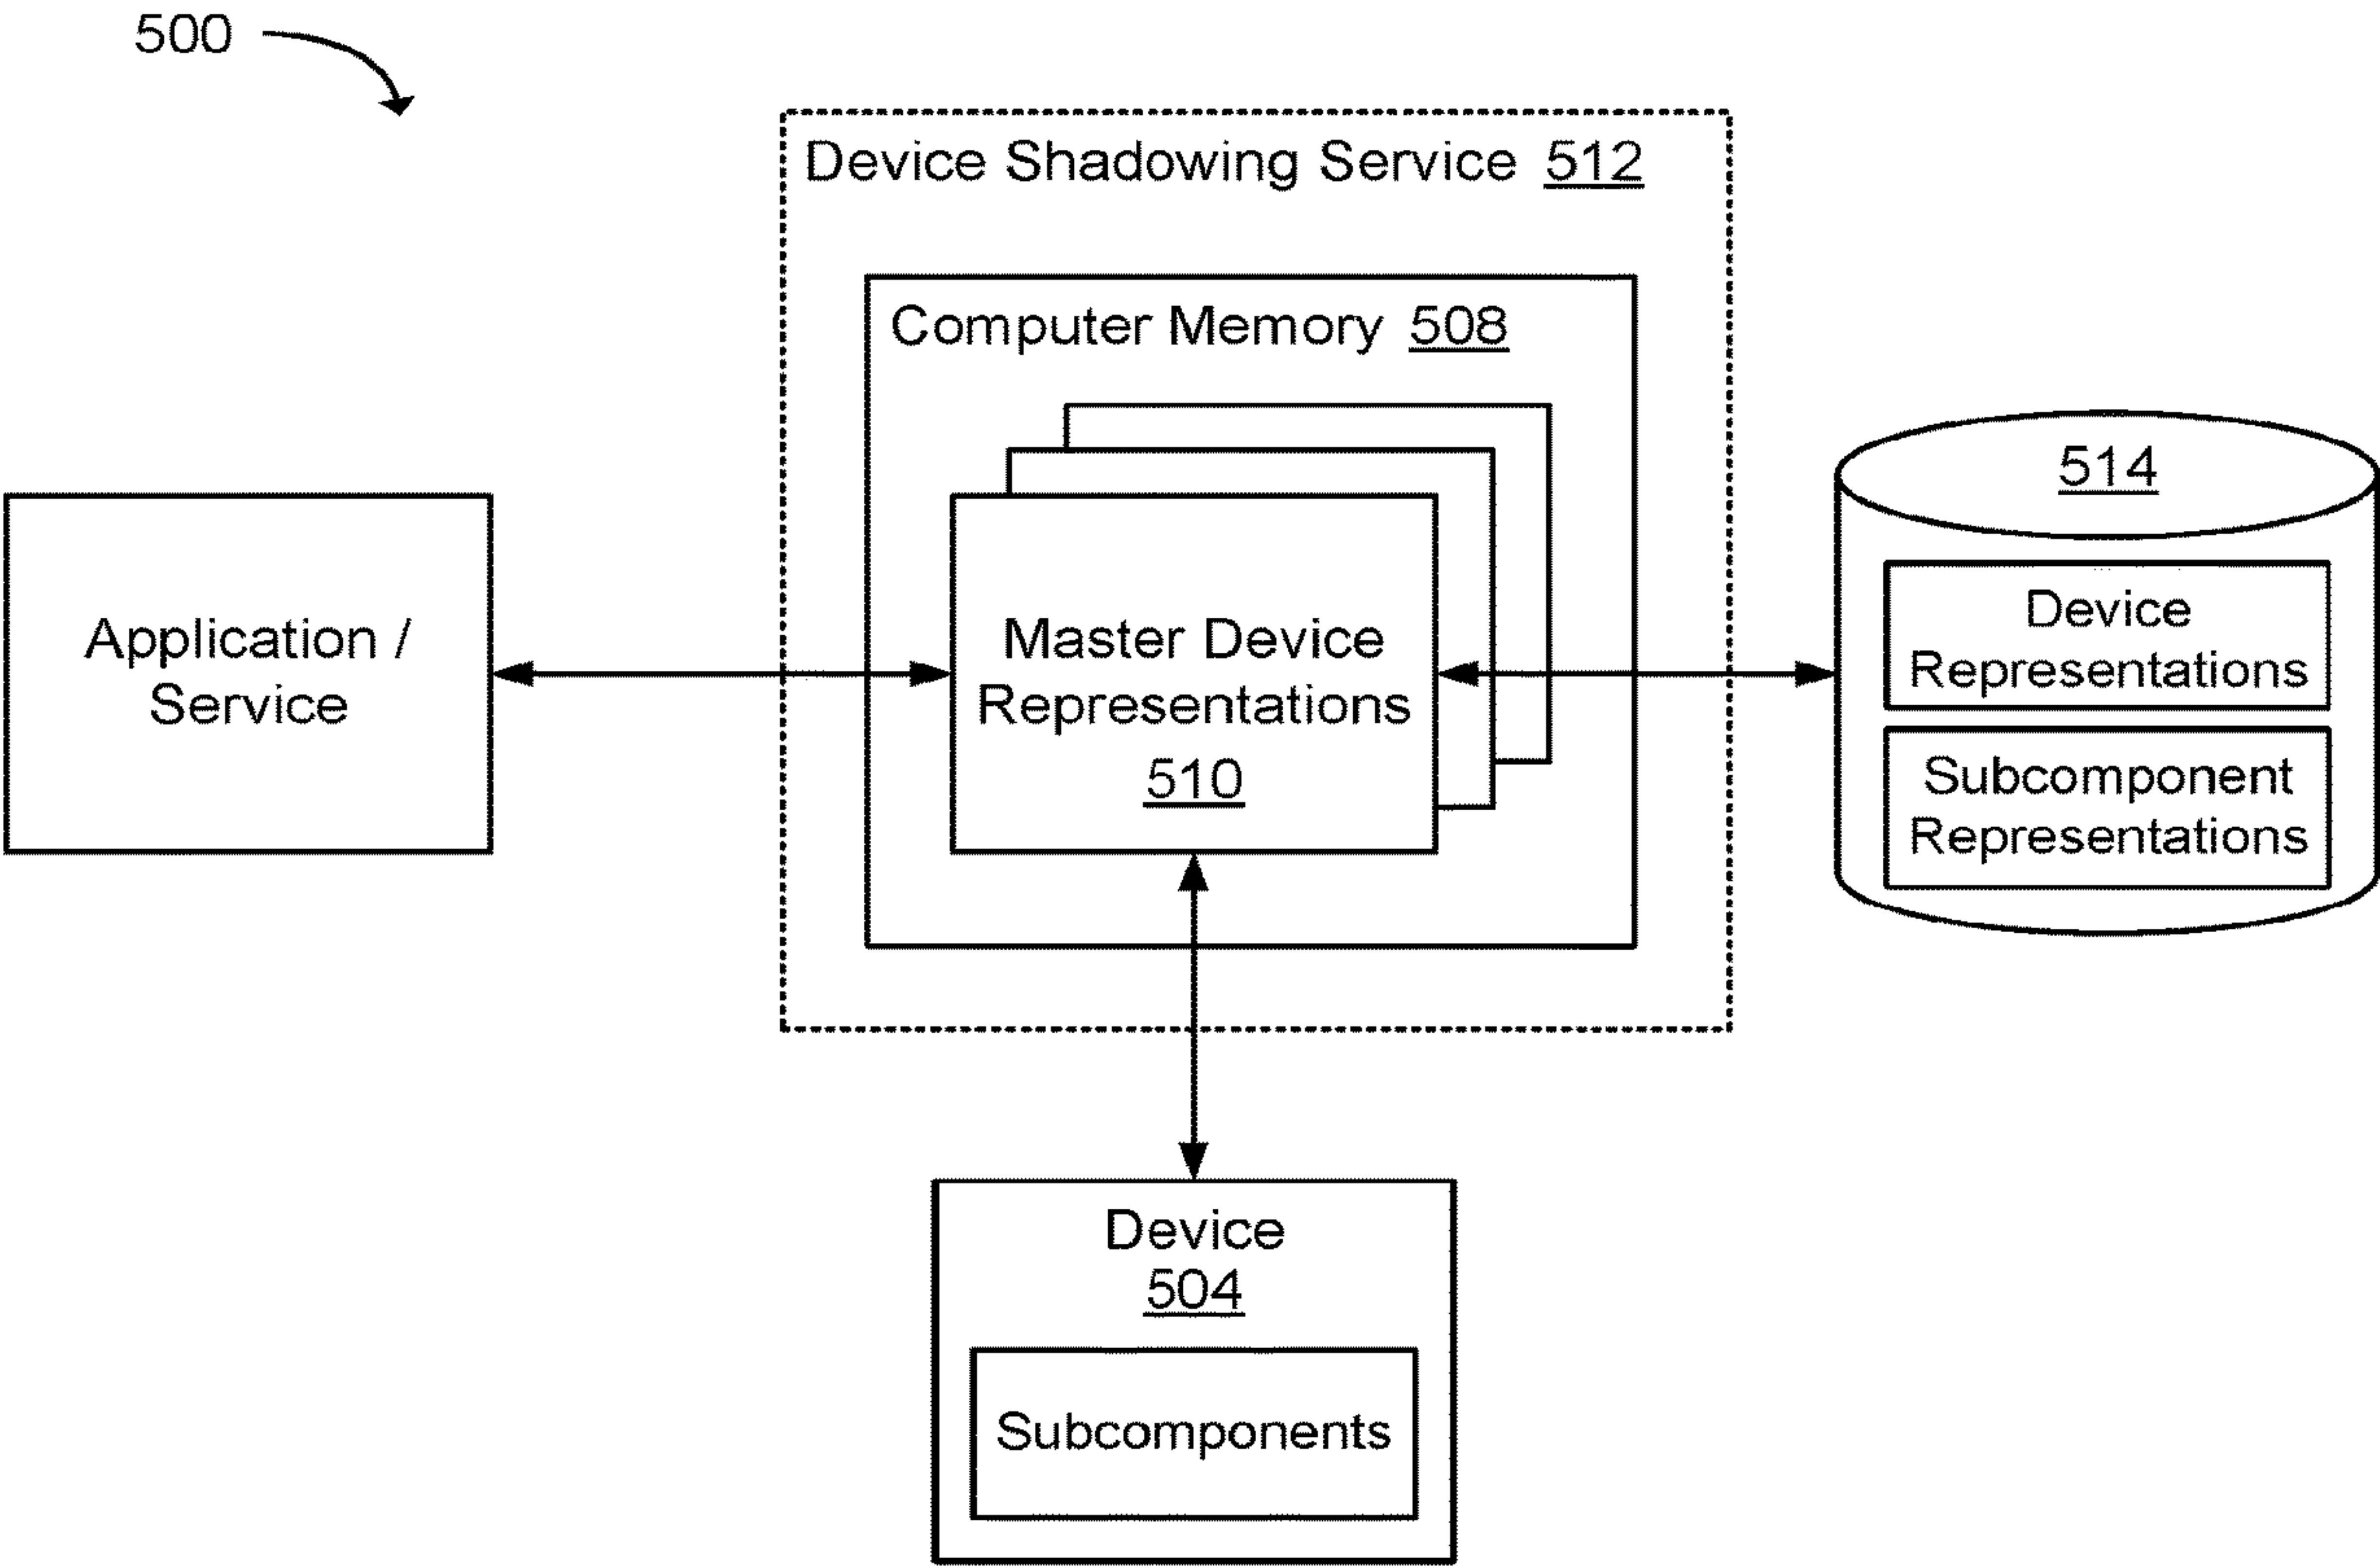 500
Device Shadowing Service 512
Computer Memory 508
Application /
Service
Master Device
Representations
510
514
Device
Representations
Subcomponent
Representations
Device
504
Subcomponents